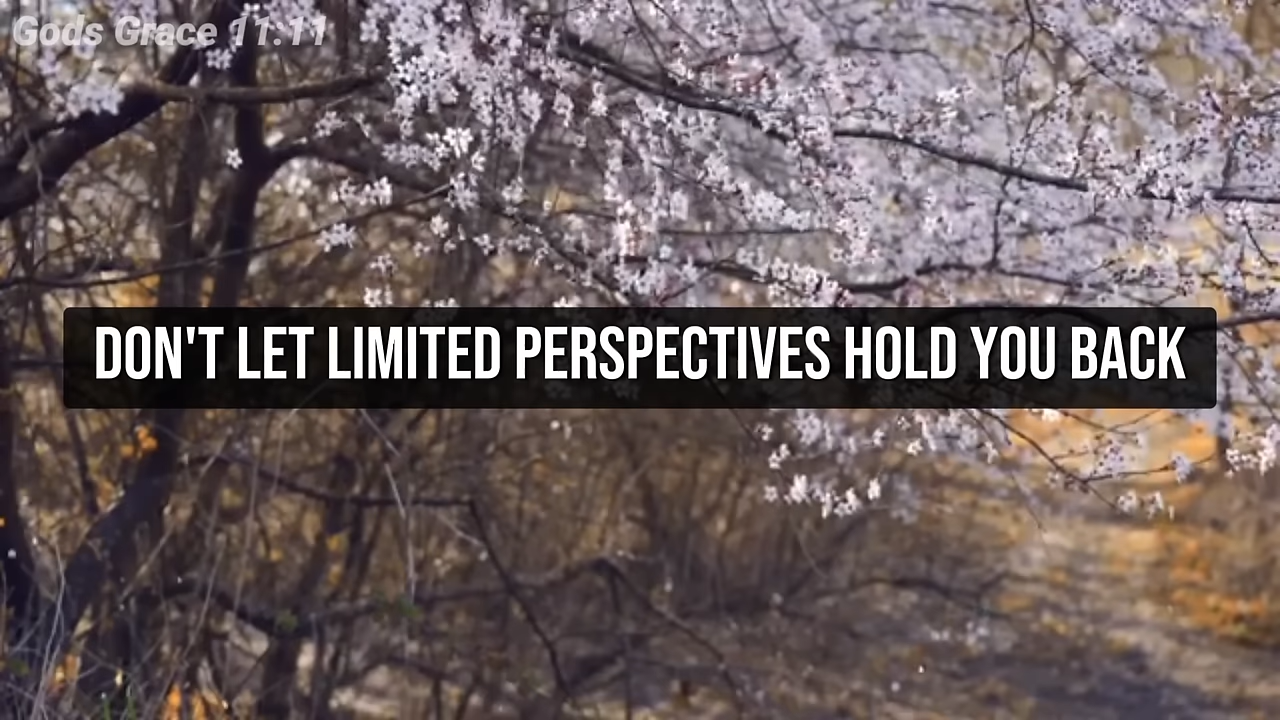 Gods Grace 11:11
DON'T LET LIMITED PERSPECTIVES HOLD YOU BACK